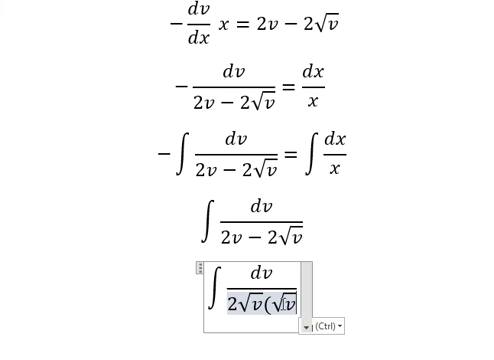 −dv/dx x = 2v − 2√v
−dv/(2v − 2√v) = dx/x
−∫ dv/(2v − 2√v) = ∫ dx/x
∫ dv/(2v − 2√v)
∫ dv/(2√v(√v
(Ctrl)